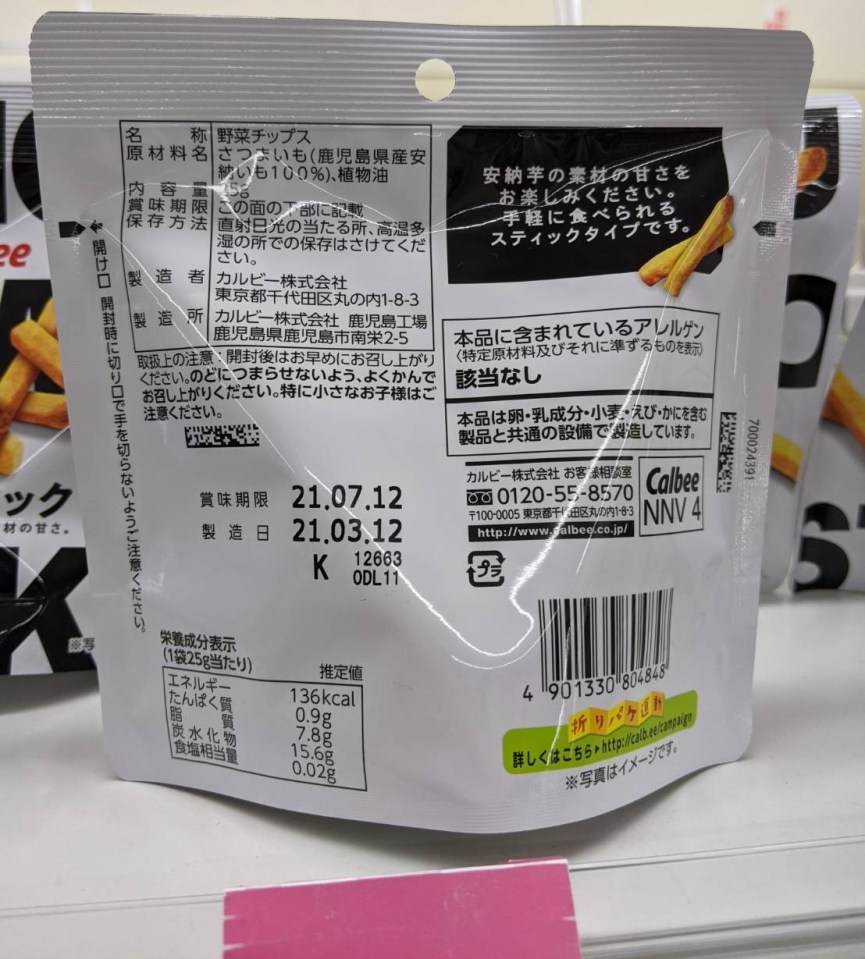 名称 野菜チップス
原材料名 さつまいも(鹿児島県産安
納いも100%)、植物油
内容量 25g
賞味期限 この面の下部に記載
保存方法 直射日光の当たる所、高温多
湿の所での保存はさけてくだ
さい。
製造者 カルビー株式会社
東京都千代田区丸の内1-8-3
製造所 カルビー株式会社 鹿児島工場
鹿児島県鹿児島市南栄2-5
取扱上の注意:開封後はお早めにお召し上がり
ください。のどにつまらせないよう、よくかんで
お召し上がりください。特に小さなお子様はご
注意ください。
開け口 開封時に切り口で手を切らないようご注意ください。
賞味期限 21.07.12
製造日 21.03.12
K 12663
0DL11
栄養成分表示
(1袋25g当たり) 推定値
エネルギー 136kcal
たんぱく質 0.9g
脂質 7.8g
炭水化物 15.6g
食塩相当量 0.02g
安納芋の素材の甘さを
お楽しみください。
手軽に食べられる
スティックタイプです。
本品に含まれているアレルゲン
〈特定原材料及びそれに準ずるものを表示〉
該当なし
本品は卵・乳成分・小麦・えび・かにを含む
製品と共通の設備で製造しています。
カルビー株式会社 お客様相談室
0120-55-8570
〒100-0005 東京都千代田区丸の内1-8-3
http://www.calbee.co.jp/
Calbee
NNV 4
700024391
プラ
4 901330 804848
折りパケ運動
詳しくはこちら▸http://calb.ee/campaign
※写真はイメージです。
ee
ック
材の甘さ。
K
※写
ST